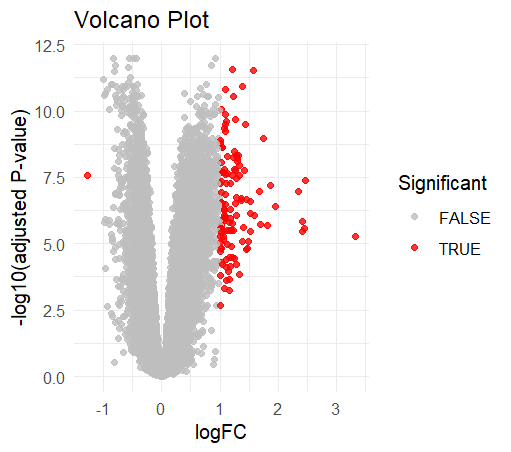 Volcano Plot
12.5
10.0
7.5
5.0
2.5
0.0
-log10(adjusted P-value)
-1
0
1
2
3
logFC
Significant
FALSE
TRUE